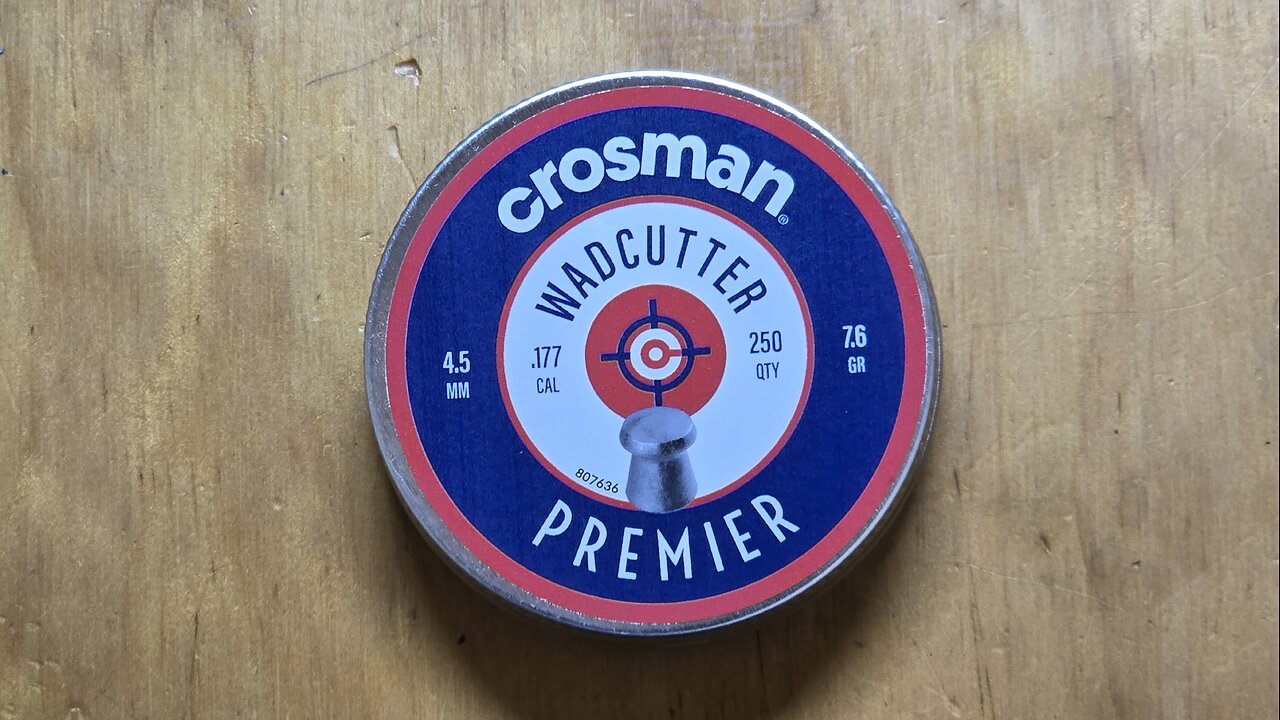 crosman®
WADCUTTER
4.5
MM
.177
CAL
250
QTY
7.6
GR
807636
PREMIER